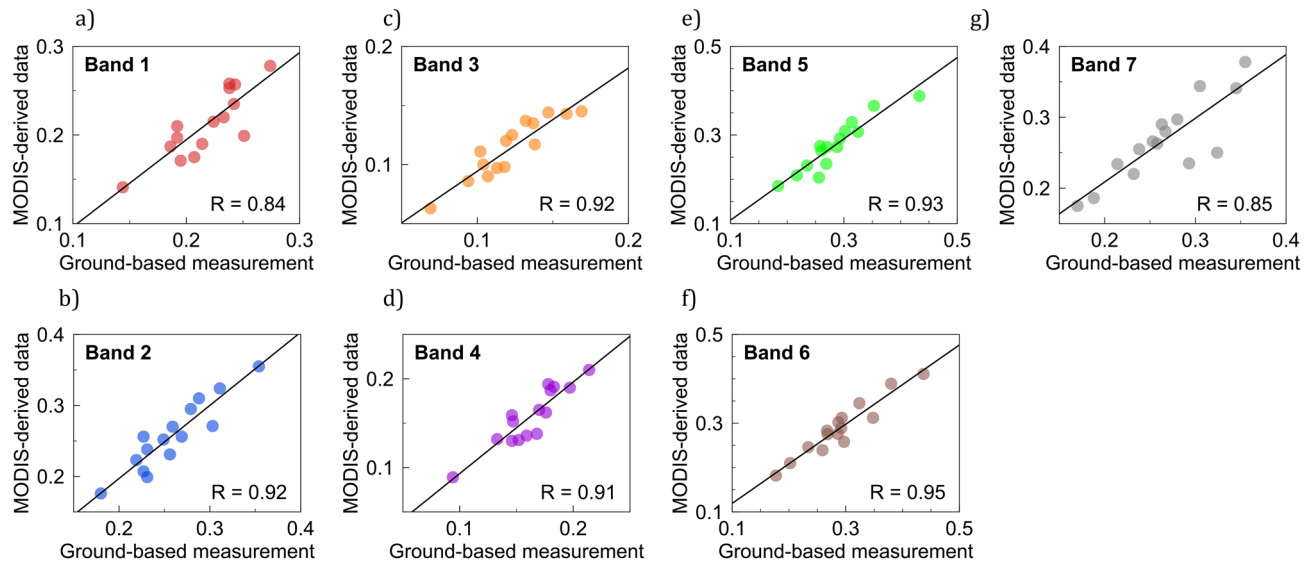 a)
MODIS-derived data
0.3
0.2
0.1
Band 1
R = 0.84
0.1 0.2 0.3
Ground-based measurement
c)
MODIS-derived data
0.2
0.1
Band 3
R = 0.92
0.1 0.2
Ground-based measurement
e)
MODIS-derived data
0.5
0.3
0.1
Band 5
R = 0.93
0.1 0.3 0.5
Ground-based measurement
g)
MODIS-derived data
0.4
0.3
0.2
Band 7
R = 0.85
0.2 0.3 0.4
Ground-based measurement
b)
MODIS-derived data
0.4
0.3
0.2
Band 2
R = 0.92
0.2 0.3 0.4
Ground-based measurement
d)
MODIS-derived data
0.2
0.1
Band 4
R = 0.91
0.1 0.2
Ground-based measurement
f)
MODIS-derived data
0.5
0.3
0.1
Band 6
R = 0.95
0.1 0.3 0.5
Ground-based measurement